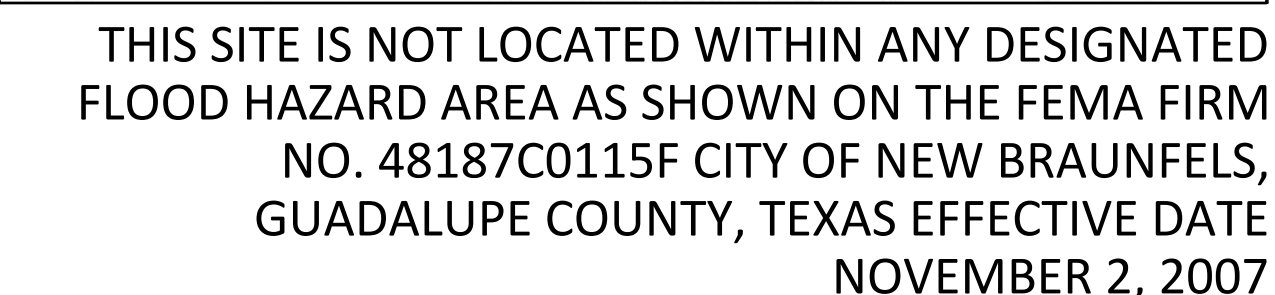 THIS SITE IS NOT LOCATED WITHIN ANY DESIGNATED
FLOOD HAZARD AREA AS SHOWN ON THE FEMA FIRM
NO. 48187C0115F CITY OF NEW BRAUNFELS,
GUADALUPE COUNTY, TEXAS EFFECTIVE DATE
NOVEMBER 2, 2007